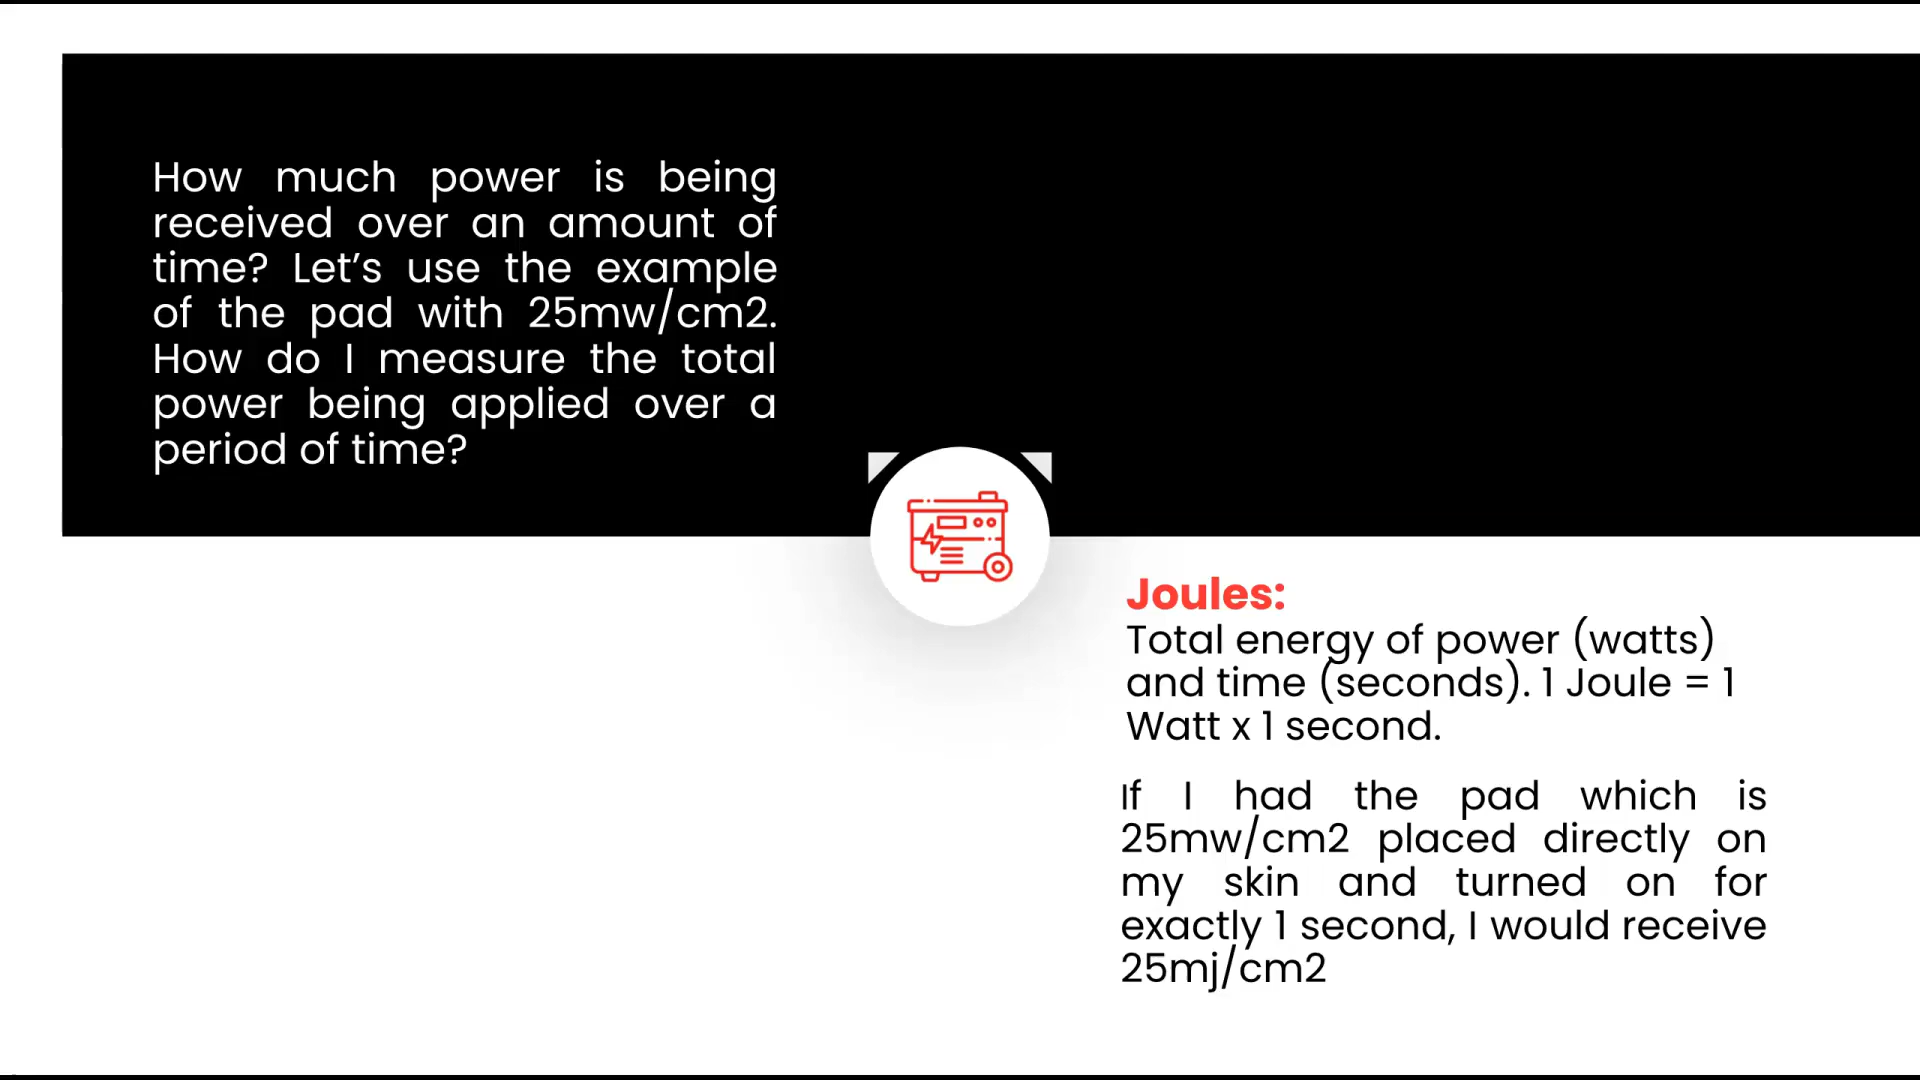 How much power is being
received over an amount of
time? Let’s use the example
of the pad with 25mw/cm2.
How do I measure the total
power being applied over a
period of time?
Joules:
Total energy of power (watts)
and time (seconds). 1 Joule = 1
Watt x 1 second.
If I had the pad which is
25mw/cm2 placed directly on
my skin and turned on for
exactly 1 second, I would receive
25mj/cm2